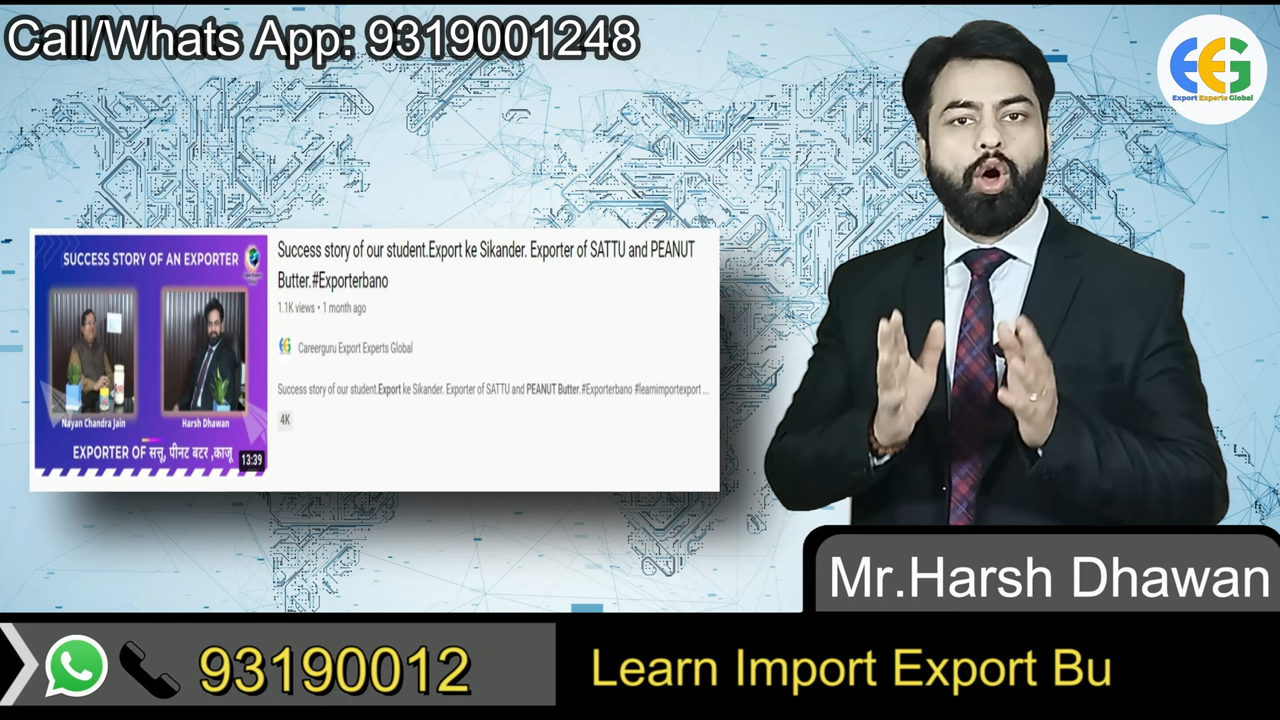 Call/Whats App: 9319001248
EEG
Export Experts Global
SUCCESS STORY OF AN EXPORTER
Nayan Chandra Jain
Harsh Dhawan
EXPORTER OF सत्तू, पीनट बटर ,काजू
13:39
Success story of our student.Export ke Sikander. Exporter of SATTU and PEANUT
Butter.#Exporterbano
1.1K views • 1 month ago
Careerguru Export Experts Global
Success story of our student.Export ke Sikander. Exporter of SATTU and PEANUT Butter.#Exporterbano #learnimportexport ...
4K
Mr.Harsh Dhawan
93190012
Learn Import Export Bu